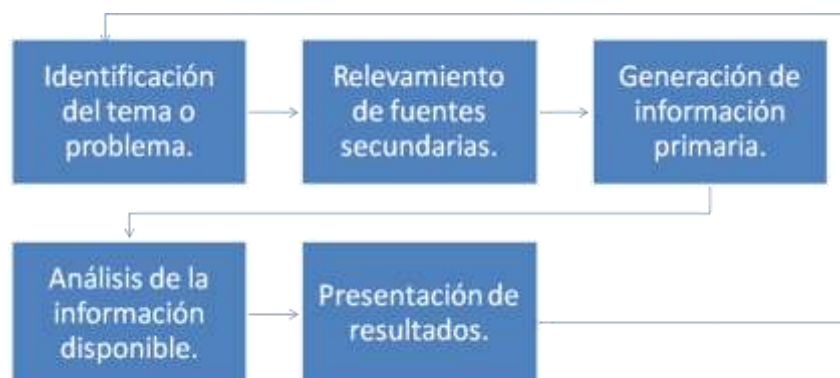 Identificación
del tema o
problema.
Relevamiento
de fuentes
secundarias.
Generación de
información
primaria.
Análisis de la
información
disponible.
Presentación de
resultados.